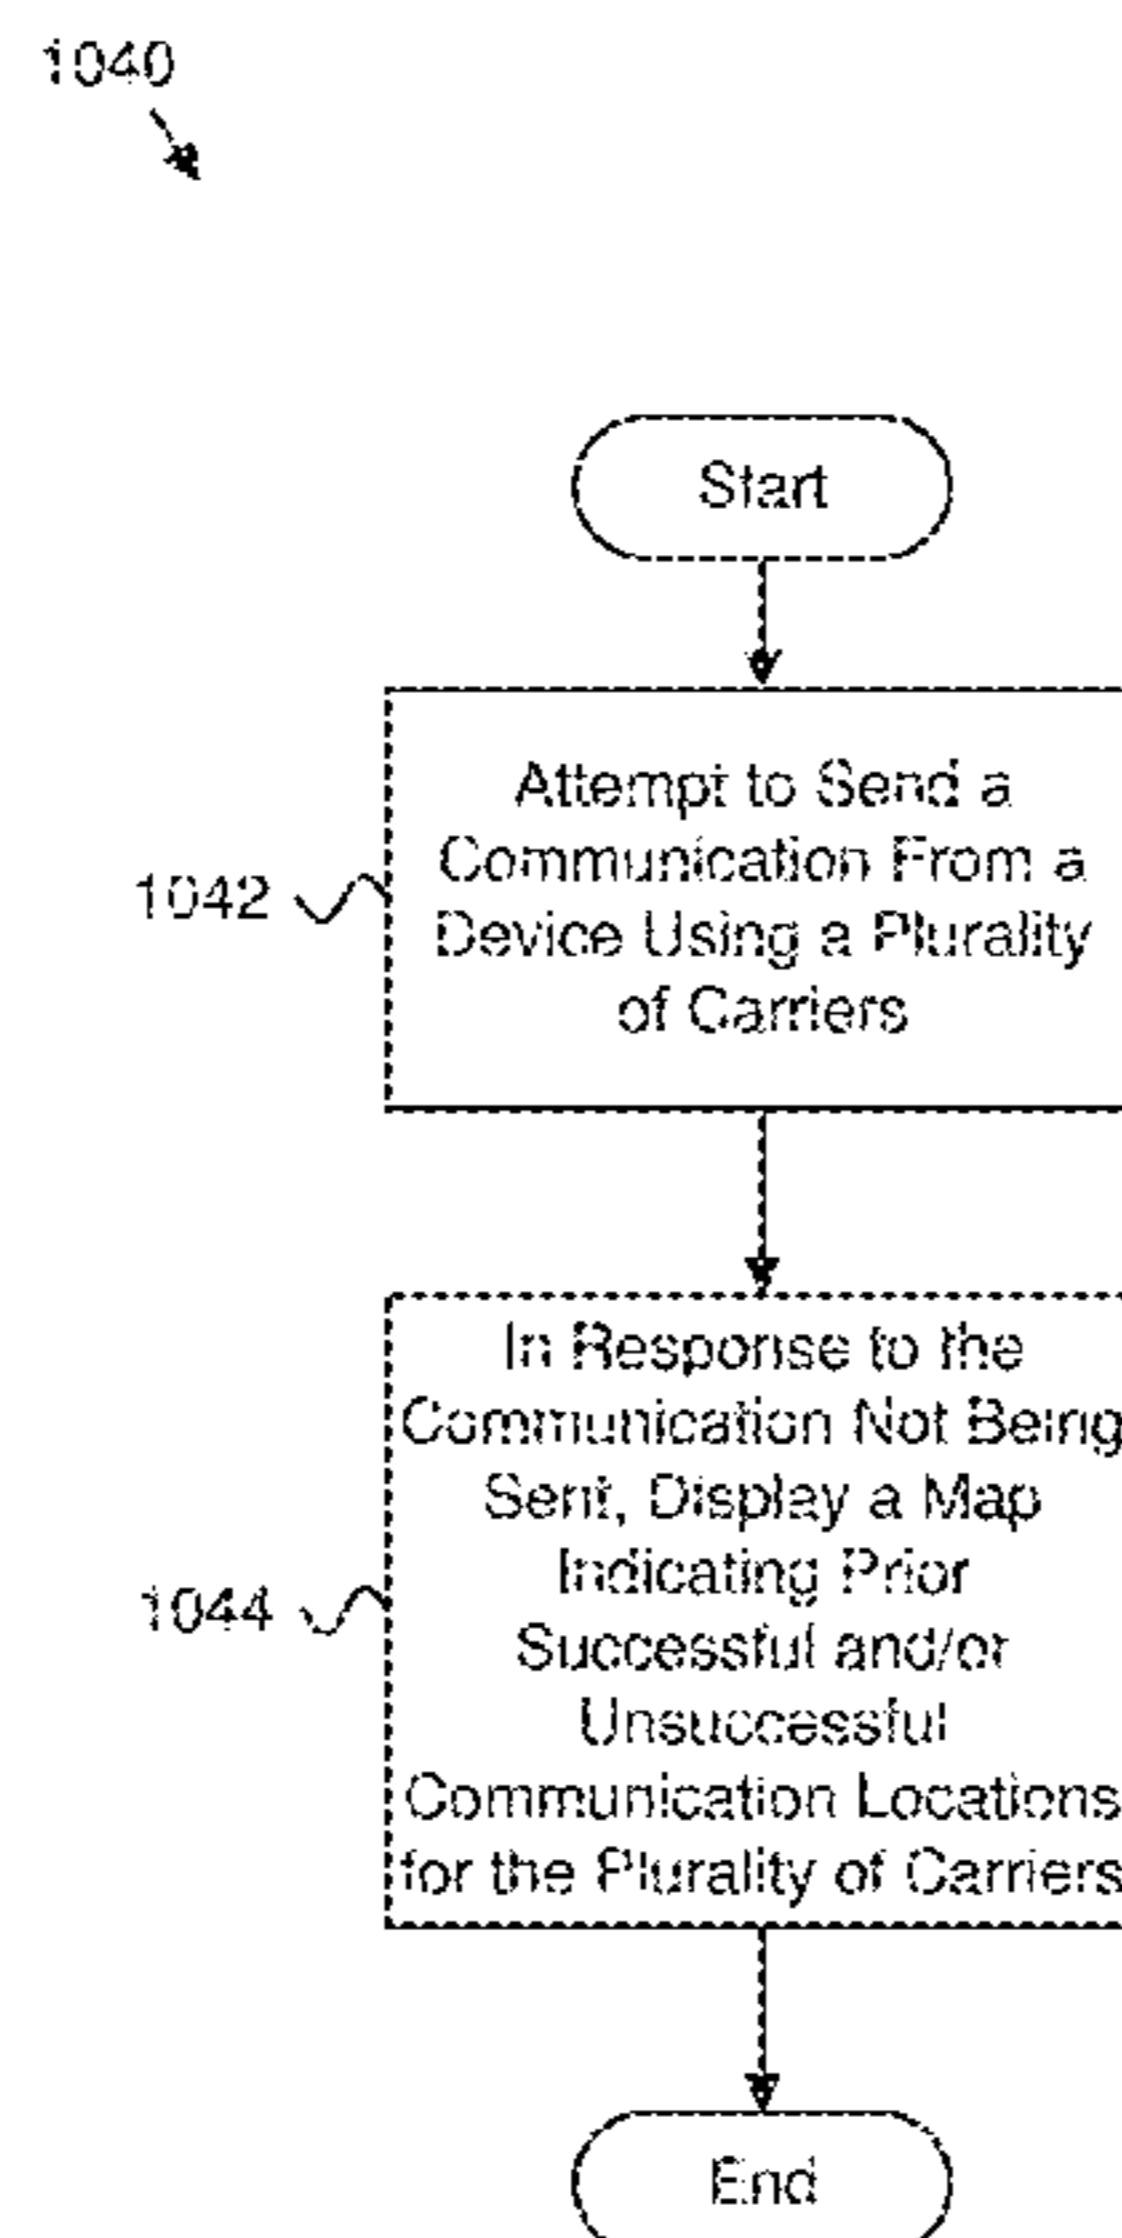 1040
Start
Attempt to Send a
Communication From a
Device Using a Plurality
of Carriers
1042
In Response to the
Communication Not Being
Sent, Display a Map
Indicating Prior
Successful and/or
Unsuccessful
Communication Locations
for the Plurality of Carriers
1044
End